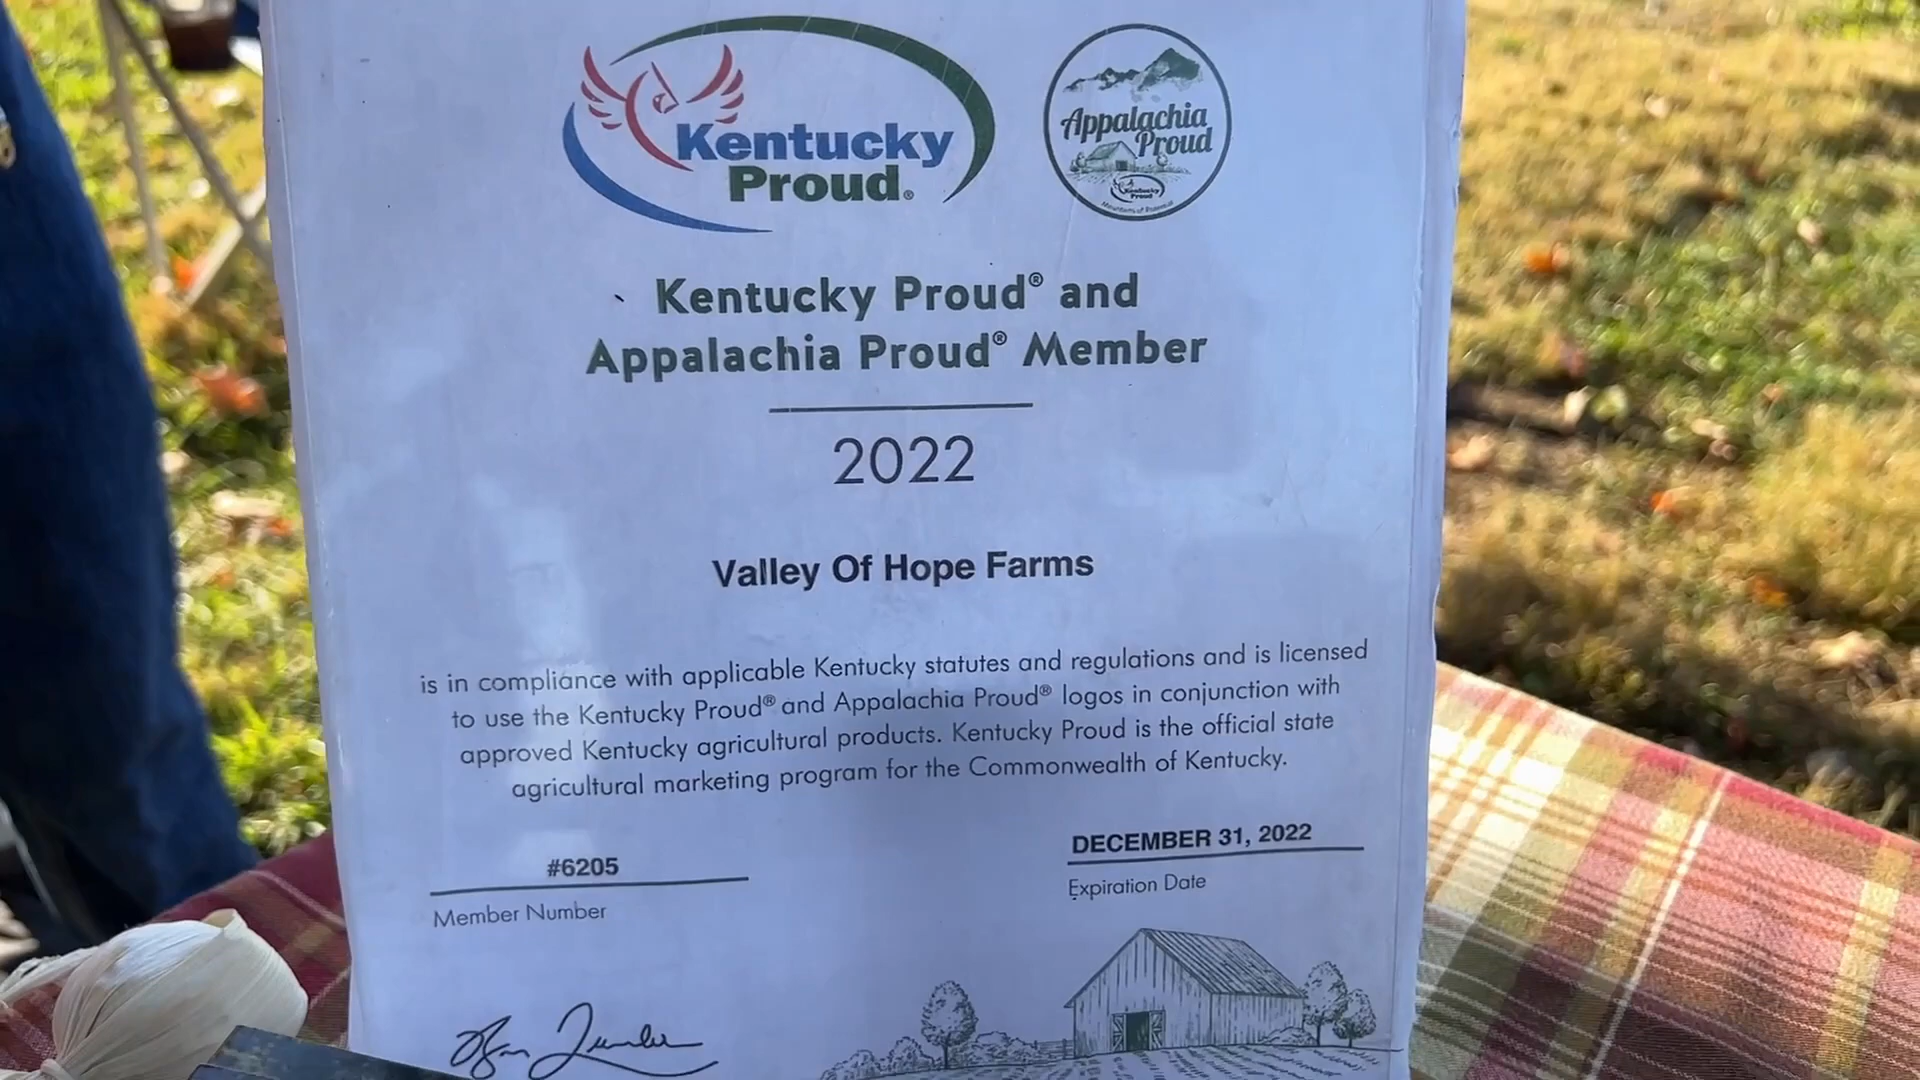 Kentucky
Proud®
Appalachia
Proud
Kentucky
Proud
Kentucky Proud® and
Appalachia Proud® Member
2022
Valley Of Hope Farms
is in compliance with applicable Kentucky statutes and regulations and is licensed
to use the Kentucky Proud® and Appalachia Proud® logos in conjunction with
approved Kentucky agricultural products. Kentucky Proud is the official state
agricultural marketing program for the Commonwealth of Kentucky.
#6205
Member Number
DECEMBER 31, 2022
Expiration Date